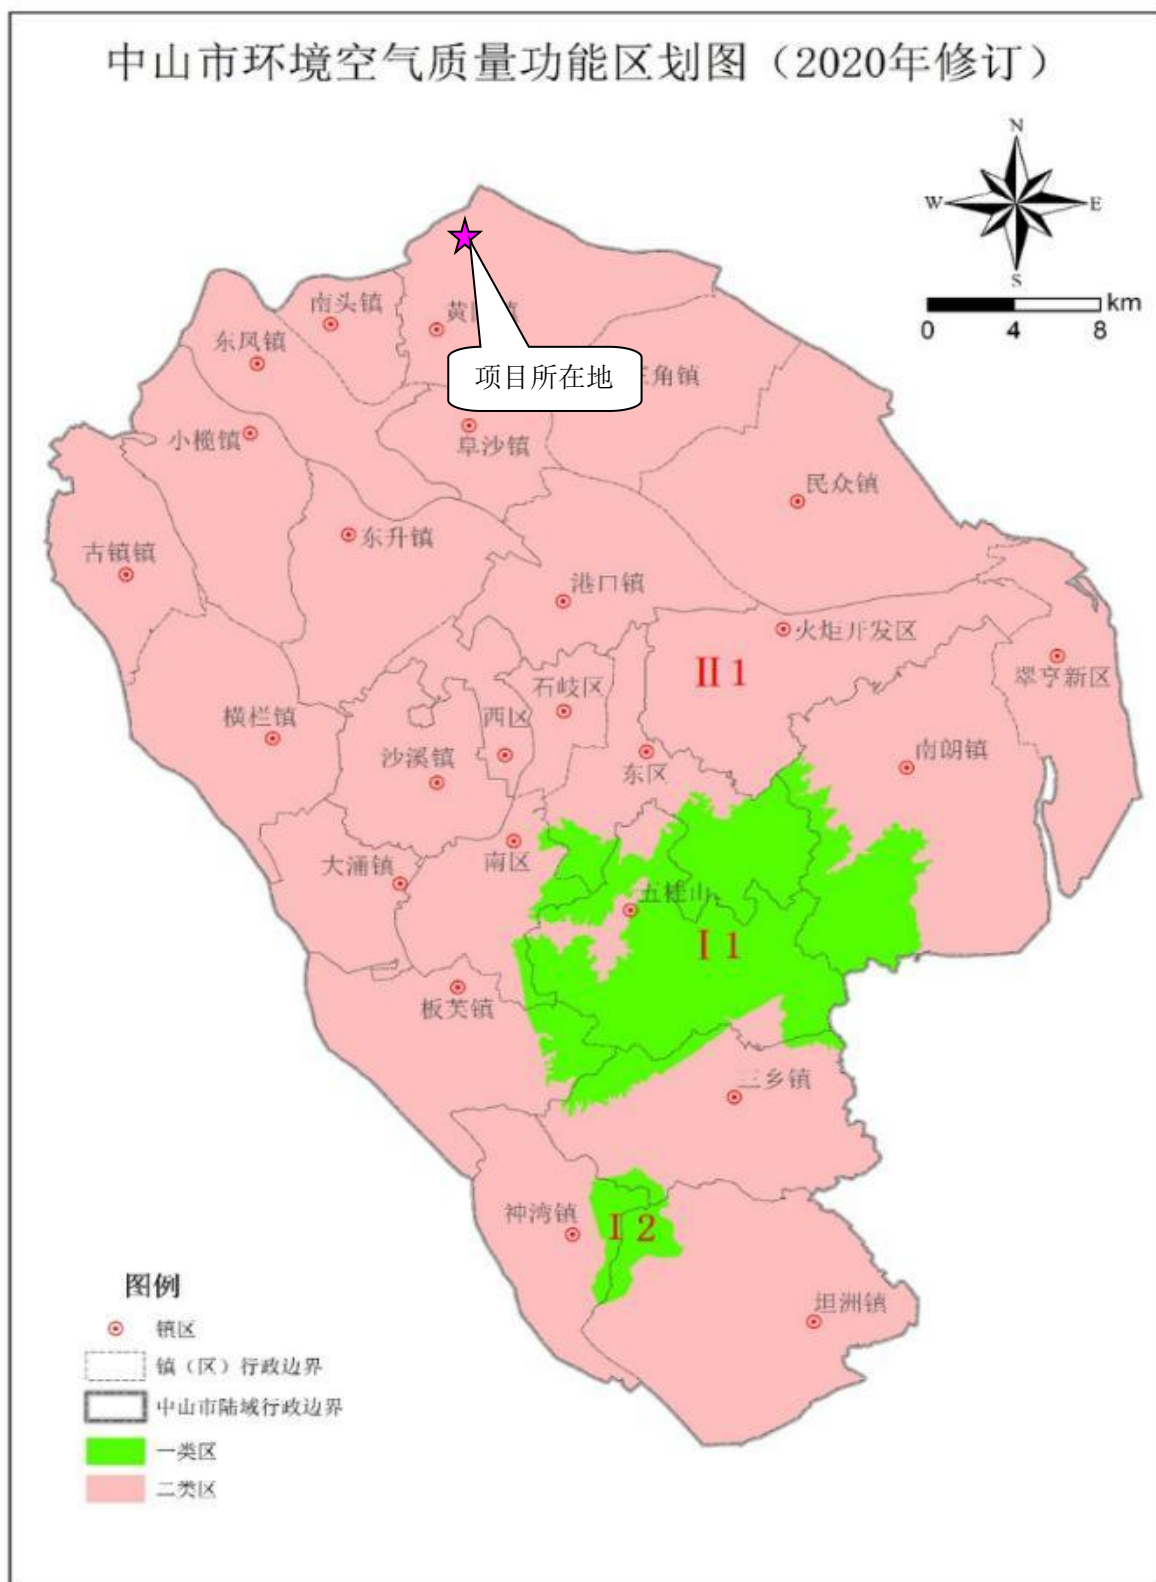 中山市环境空气质量功能区划图（2020年修订）
N
W
E
S
km
0 4 8
南头镇
黄
东凤镇
项目所在地
角镇
小榄镇
阜沙镇
民众镇
东升镇
古镇镇
港口镇
火炬开发区
翠亨新区
II 1
石岐区
横栏镇
西区
沙溪镇
东区
南朗镇
大涌镇
南区
五桂山
I 1
板芙镇
三乡镇
神湾镇
I 2
坦洲镇
图例
镇区
镇（区）行政边界
中山市陆域行政边界
一类区
二类区